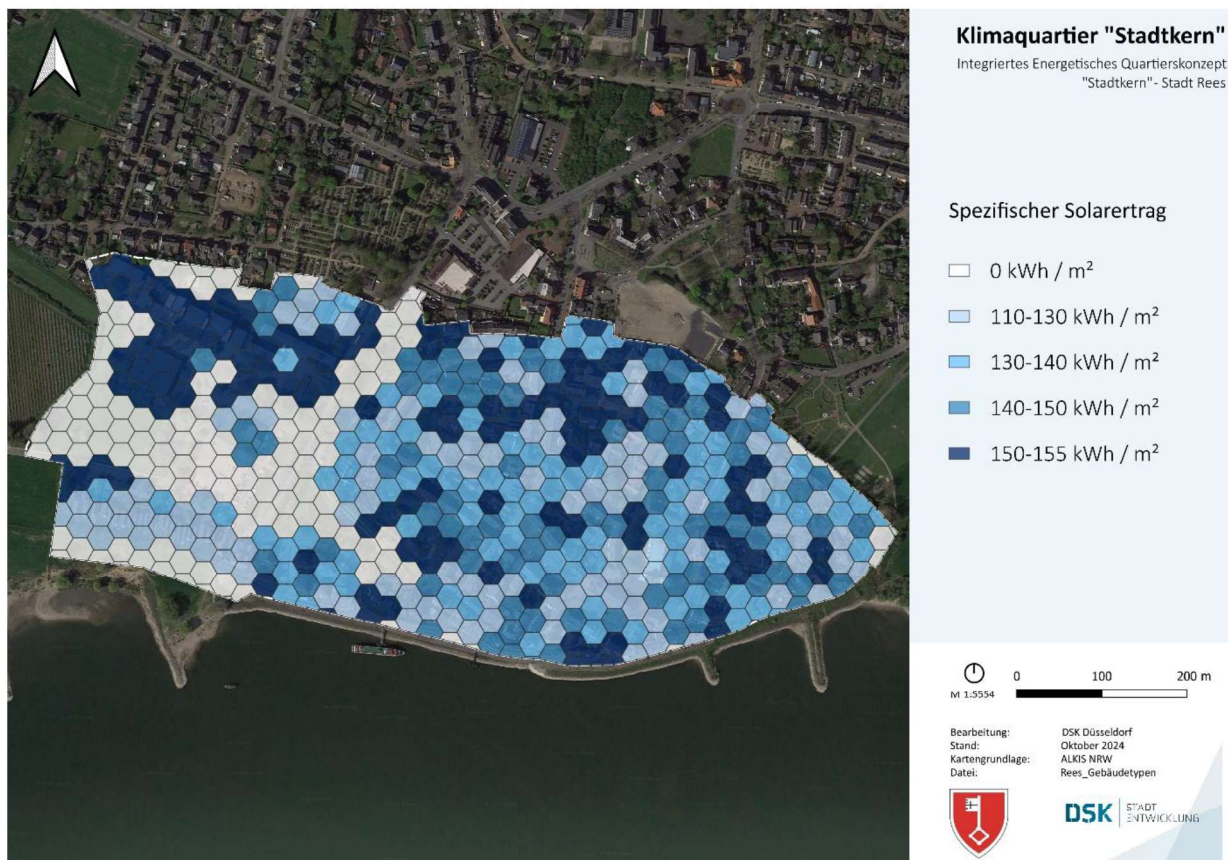 Klimaquartier "Stadtkern"
Integriertes Energetisches Quartierskonzept
"Stadtkern" - Stadt Rees
Spezifischer Solarertrag
0 kWh / m²
110-130 kWh / m²
130-140 kWh / m²
140-150 kWh / m²
150-155 kWh / m²
M 1:5554
0 100 200 m
Bearbeitung: DSK Düsseldorf
Stand: Oktober 2024
Kartengrundlage: ALKIS NRW
Datei: Rees_Gebäudetypen
DSK STADT
ENTWICKLUNG